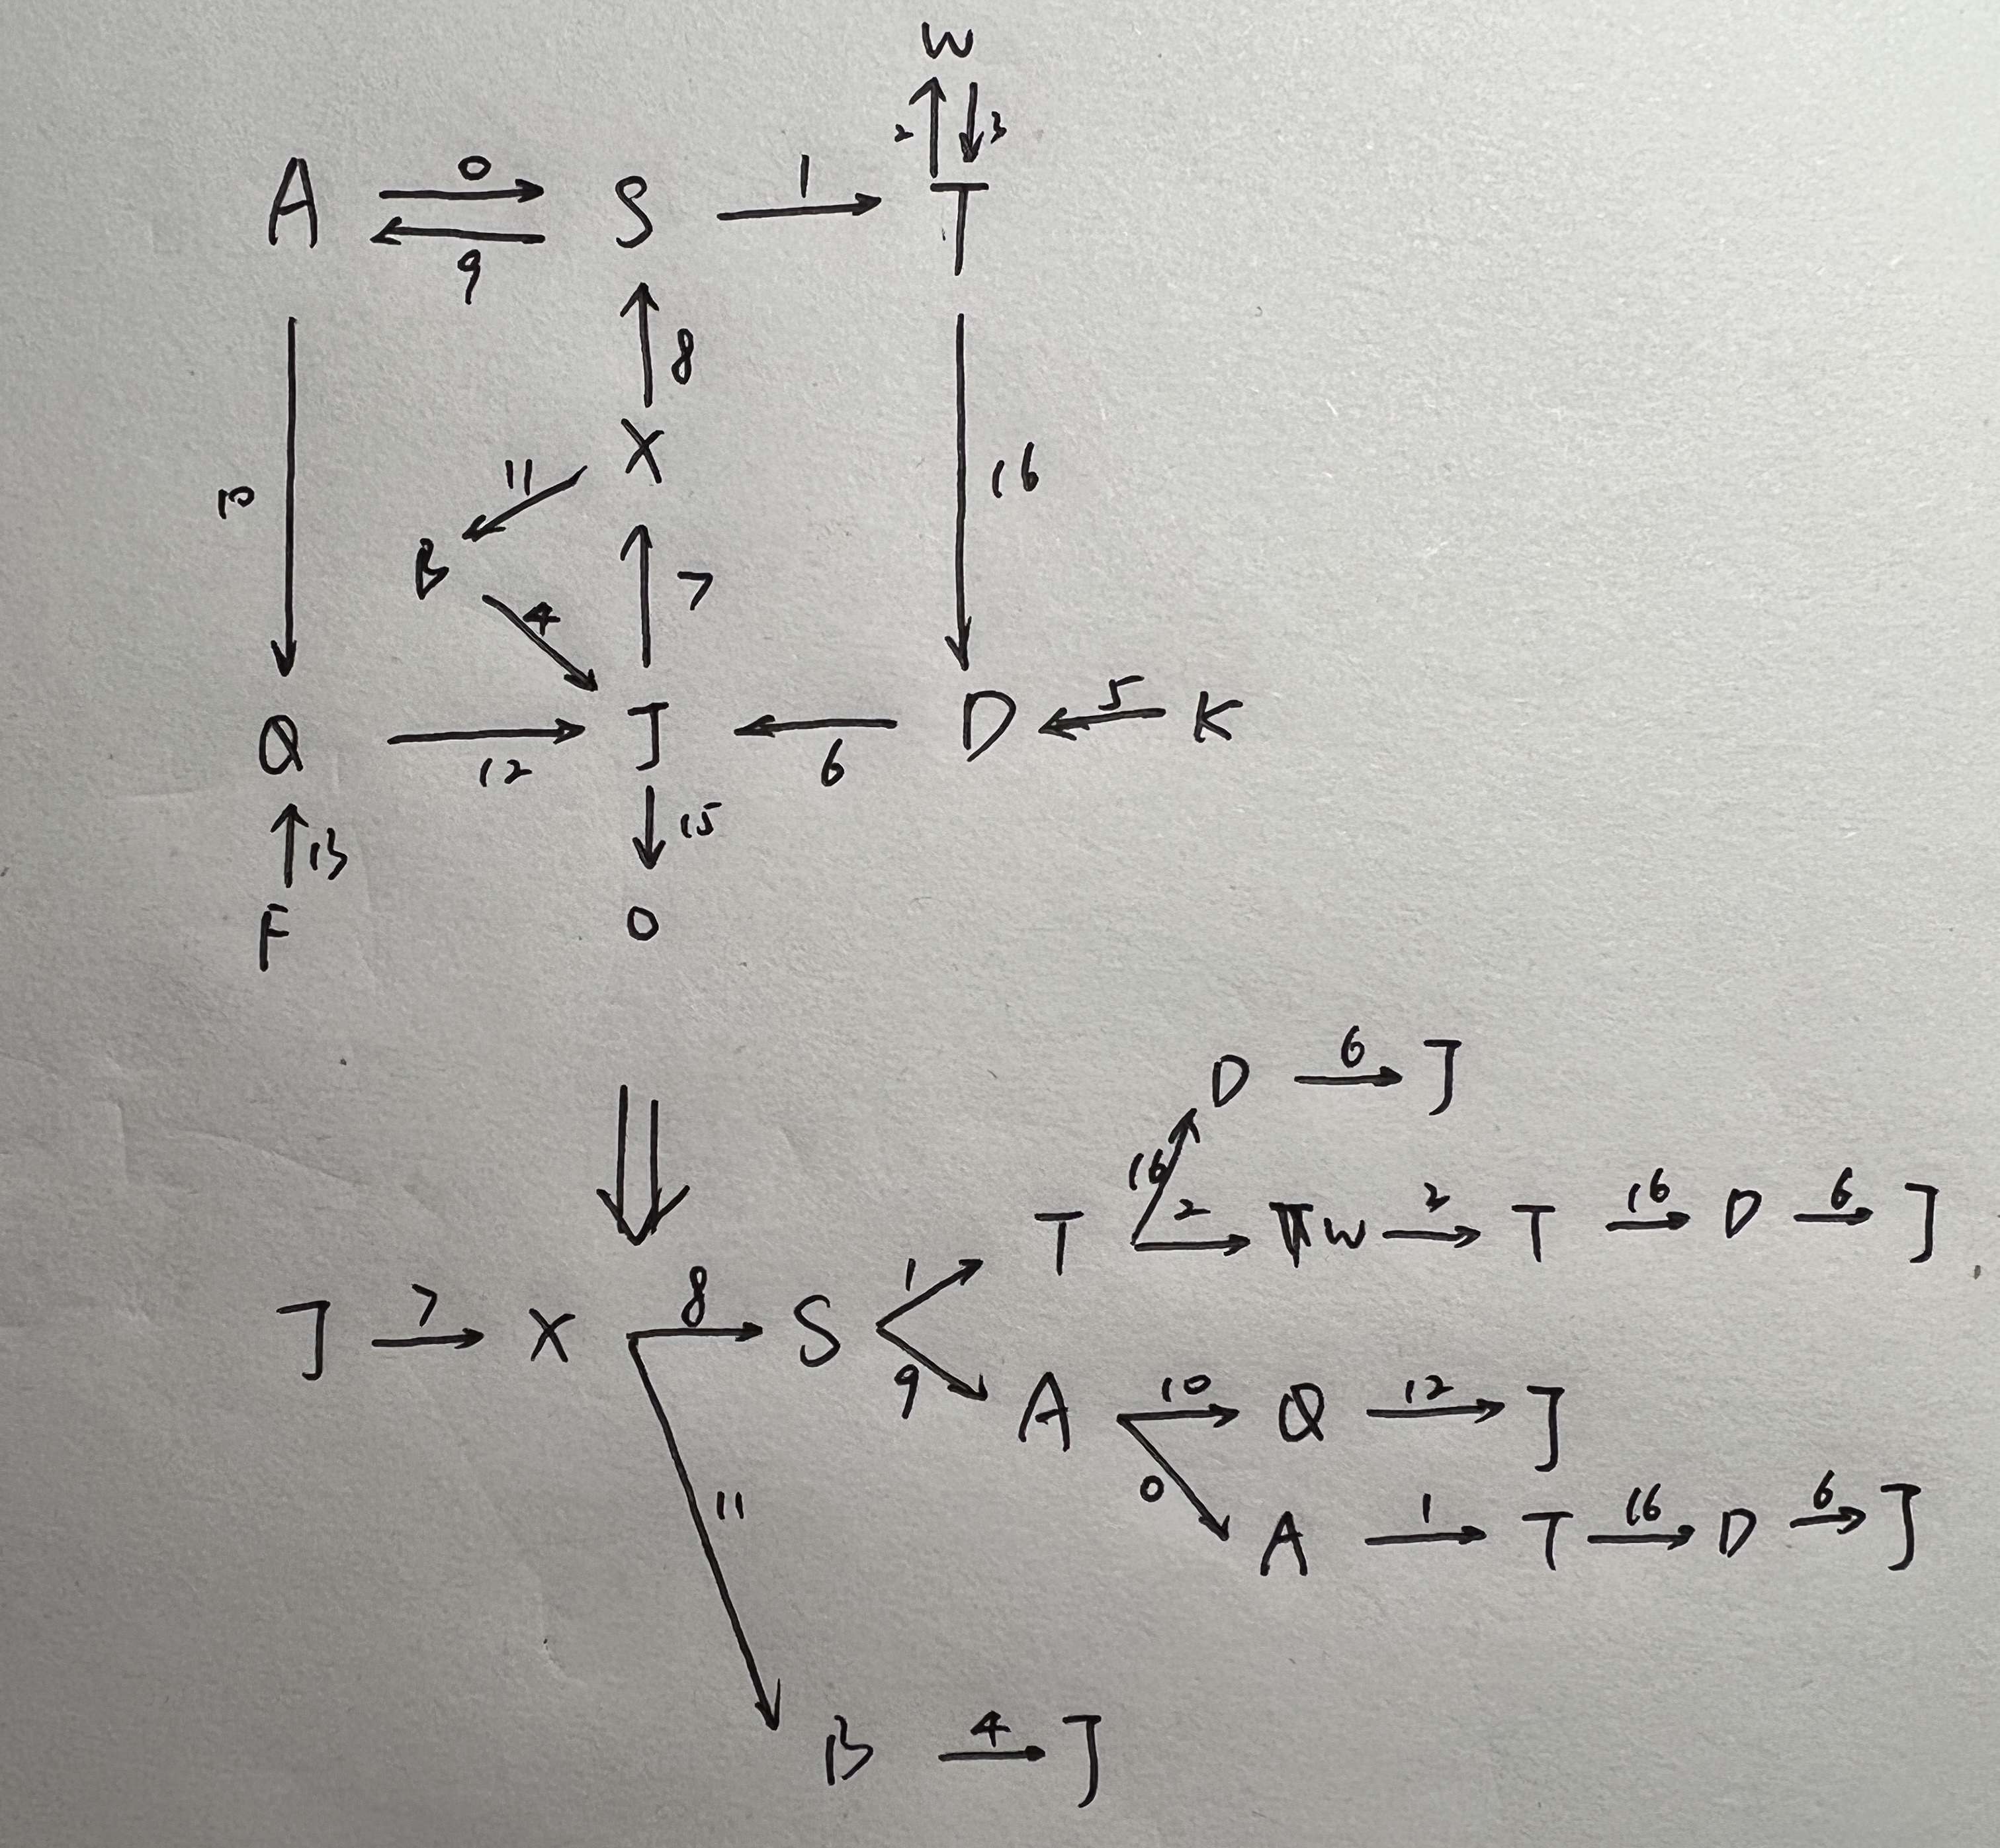 W
2 3
A 0 S 1 T
9
8
X
11
10 16
B
7
4
Q 12 J 6 D 5 K
15
13
F O
D 6 J
16
T 2 W 2 T 16 D 6 J
J 7 X 8 S 1
9
A 10 Q 12 J
0
11
A 1 T 16 D 6 J
B 4 J